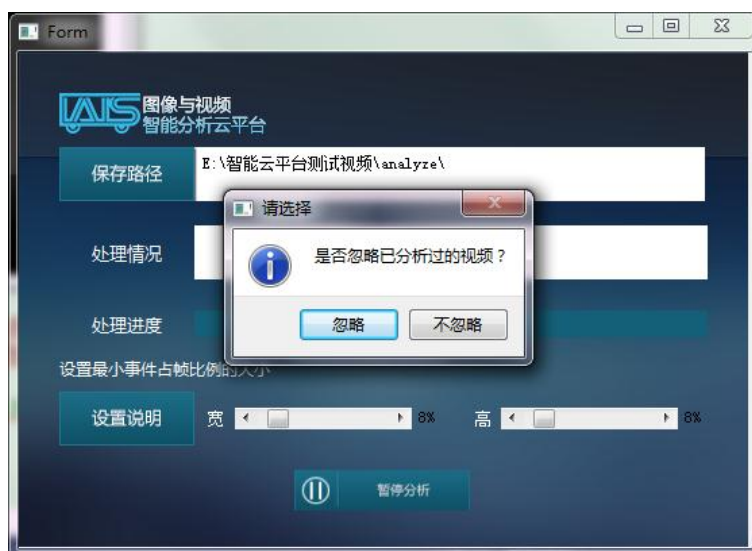 Form
IAIS 图像与视频
智能分析云平台
保存路径 E:\智能云平台测试视频\analyze\
请选择
处理情况
是否忽略已分析过的视频？
处理进度
忽略 不忽略
设置最小事件占帧比例的大小
设置说明 宽 8% 高 8%
暂停分析